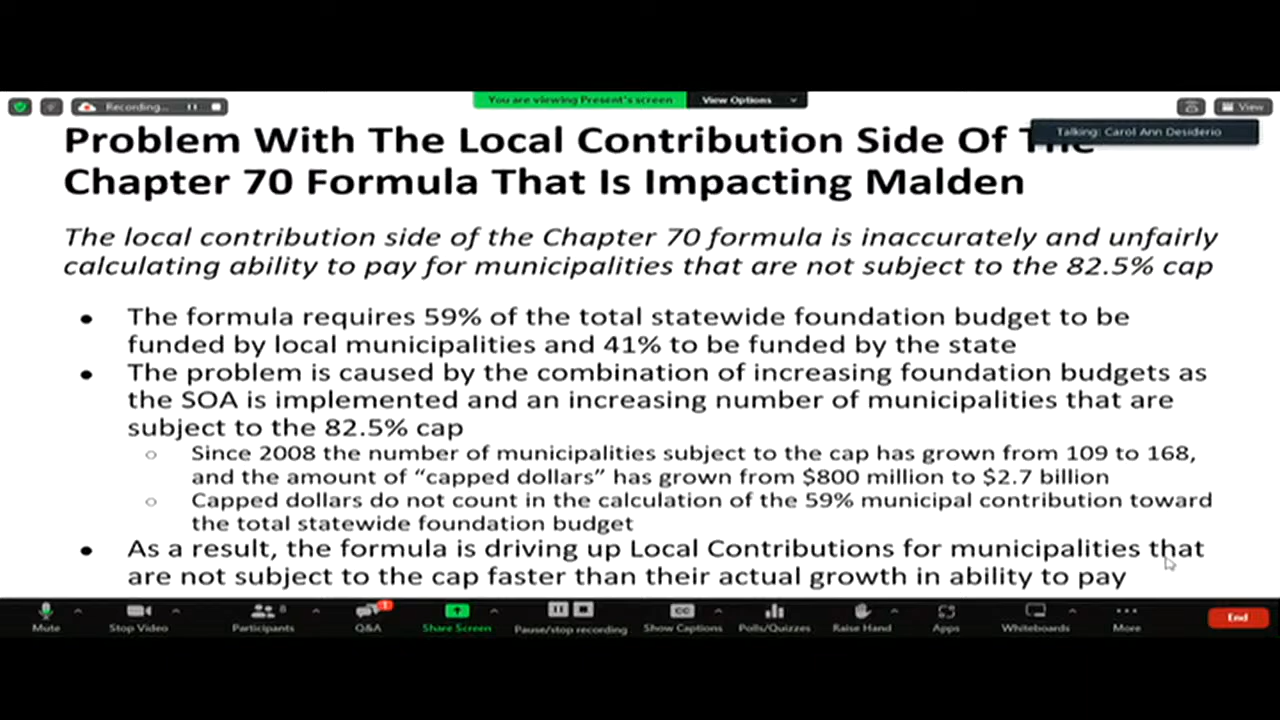 Recording...
You are viewing Present's screen
View Options
View
Talking: Carol Ann Desiderio
Problem With The Local Contribution Side Of The
Chapter 70 Formula That Is Impacting Malden
The local contribution side of the Chapter 70 formula is inaccurately and unfairly
calculating ability to pay for municipalities that are not subject to the 82.5% cap
● The formula requires 59% of the total statewide foundation budget to be
funded by local municipalities and 41% to be funded by the state
● The problem is caused by the combination of increasing foundation budgets as
the SOA is implemented and an increasing number of municipalities that are
subject to the 82.5% cap
○ Since 2008 the number of municipalities subject to the cap has grown from 109 to 168,
and the amount of “capped dollars” has grown from $800 million to $2.7 billion
○ Capped dollars do not count in the calculation of the 59% municipal contribution toward
the total statewide foundation budget
● As a result, the formula is driving up Local Contributions for municipalities that
are not subject to the cap faster than their actual growth in ability to pay
8
1
CC
Mute Stop Video Participants Q&A Share Screen Pause/stop recording Show Captions Polls/Quizzes Raise Hand Apps Whiteboards More End